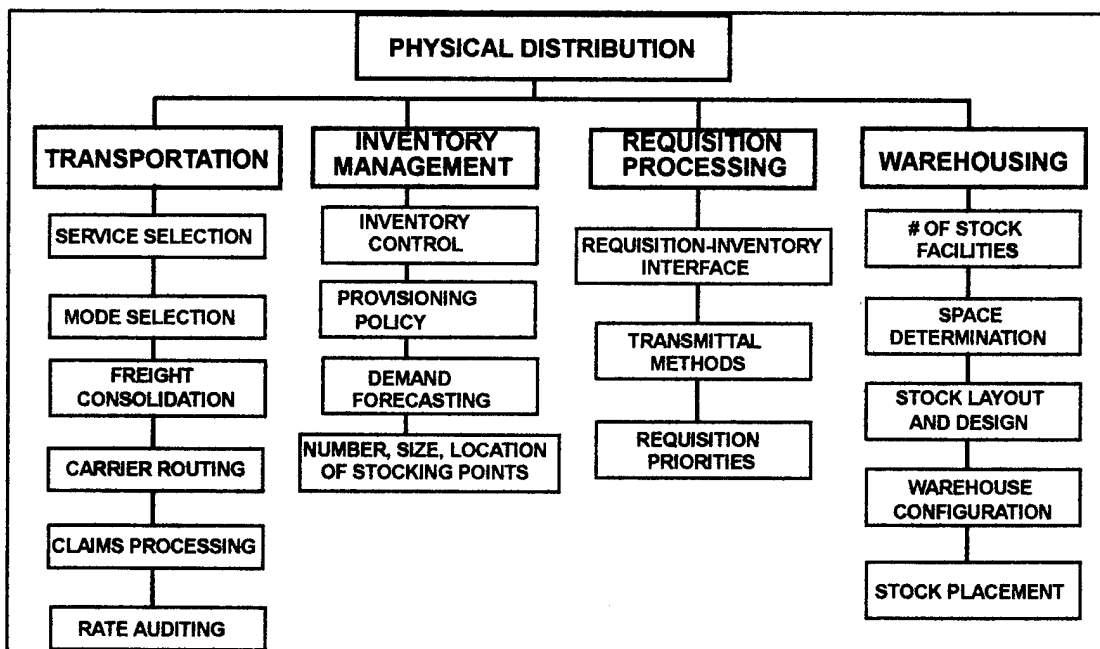 PHYSICAL DISTRIBUTION
TRANSPORTATION
SERVICE SELECTION
MODE SELECTION
FREIGHT
CONSOLIDATION
CARRIER ROUTING
CLAIMS PROCESSING
RATE AUDITING
INVENTORY
MANAGEMENT
INVENTORY
CONTROL
PROVISIONING
POLICY
DEMAND
FORECASTING
NUMBER, SIZE, LOCATION
OF STOCKING POINTS
REQUISITION
PROCESSING
REQUISITION-INVENTORY
INTERFACE
TRANSMITTAL
METHODS
REQUISITION
PRIORITIES
WAREHOUSING
# OF STOCK
FACILITIES
SPACE
DETERMINATION
STOCK LAYOUT
AND DESIGN
WAREHOUSE
CONFIGURATION
STOCK PLACEMENT